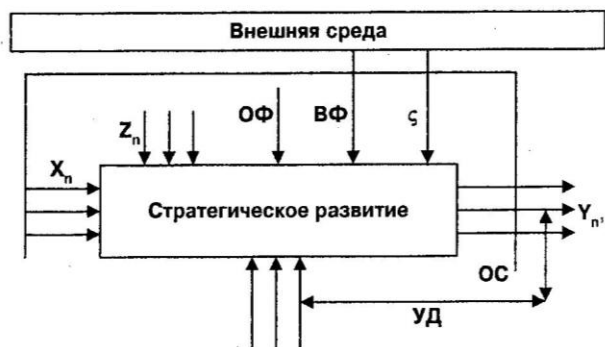 Внешняя среда
ОФ ВФ ς
Zn
Xn
Стратегическое развитие
Yn,
ОС
УД